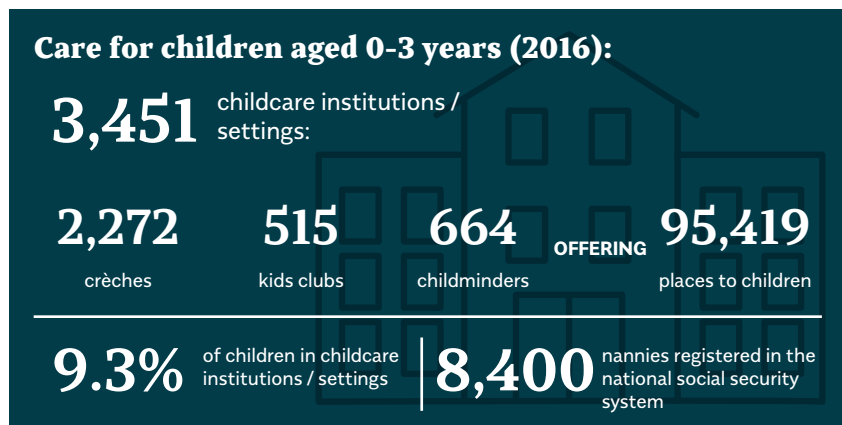 Care for children aged 0-3 years (2016):
3,451 childcare institutions /
settings:
2,272 515 664 OFFERING 95,419
crèches kids clubs childminders places to children
9.3% of children in childcare
institutions / settings
8,400 nannies registered in the
national social security
system